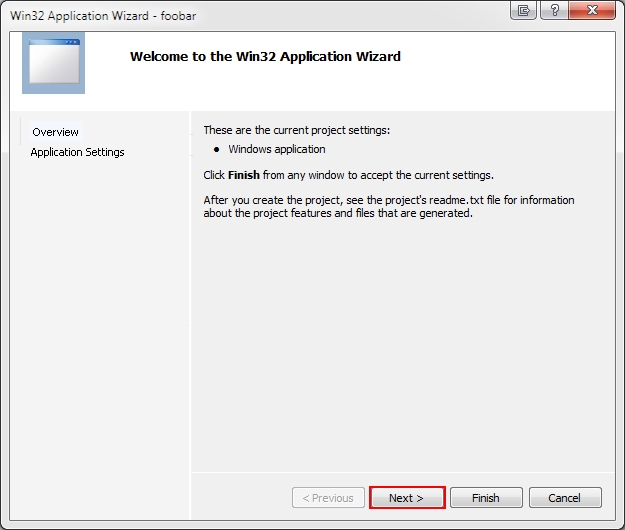 Win32 Application Wizard - foobar
?
Welcome to the Win32 Application Wizard
Overview
Application Settings
These are the current project settings:
• Windows application
Click Finish from any window to accept the current settings.
After you create the project, see the project's readme.txt file for information
about the project features and files that are generated.
< Previous
Next >
Finish
Cancel